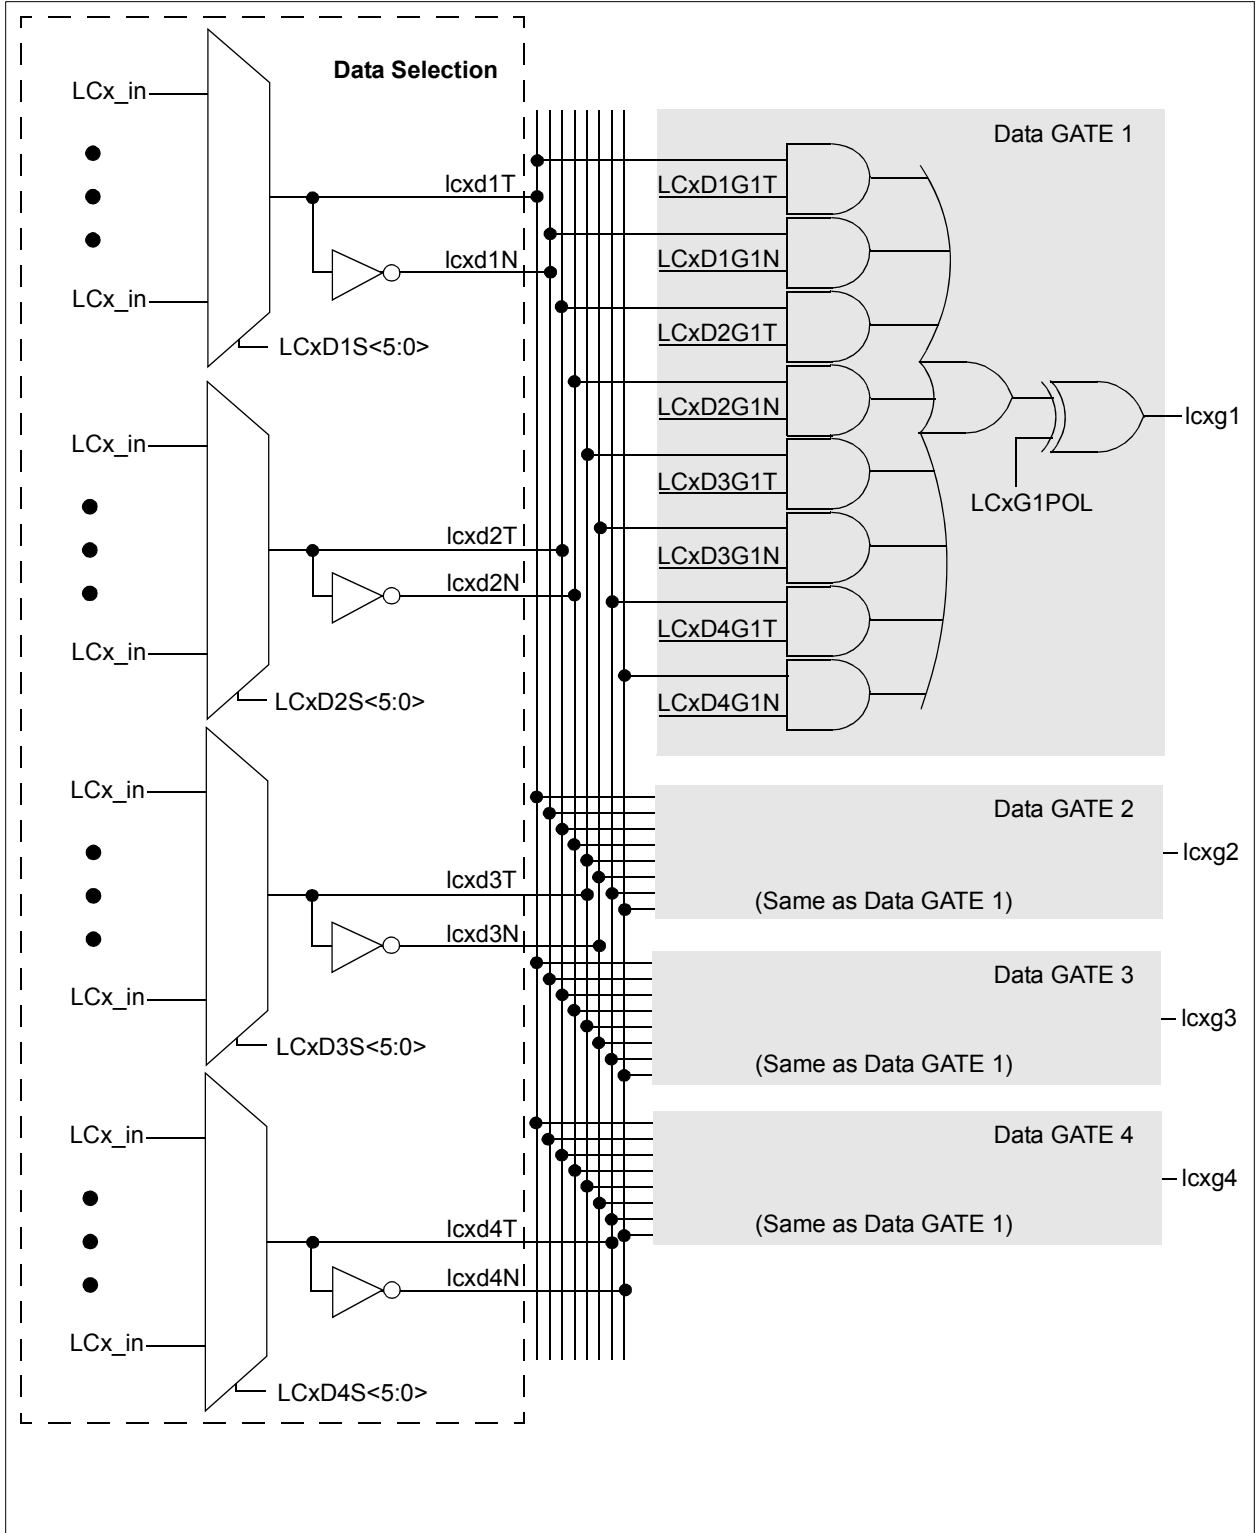 Data Selection
LCx_in
LCx_in
lcxd1T
lcxd1N
LCxD1S<5:0>
LCx_in
LCx_in
lcxd2T
lcxd2N
LCxD2S<5:0>
LCx_in
LCx_in
lcxd3T
lcxd3N
LCxD3S<5:0>
LCx_in
LCx_in
lcxd4T
lcxd4N
LCxD4S<5:0>
Data GATE 1
LCxD1G1T
LCxD1G1N
LCxD2G1T
LCxD2G1N
LCxD3G1T
LCxD3G1N
LCxD4G1T
LCxD4G1N
LCxG1POL
lcxg1
Data GATE 2
(Same as Data GATE 1)
lcxg2
Data GATE 3
(Same as Data GATE 1)
lcxg3
Data GATE 4
(Same as Data GATE 1)
lcxg4